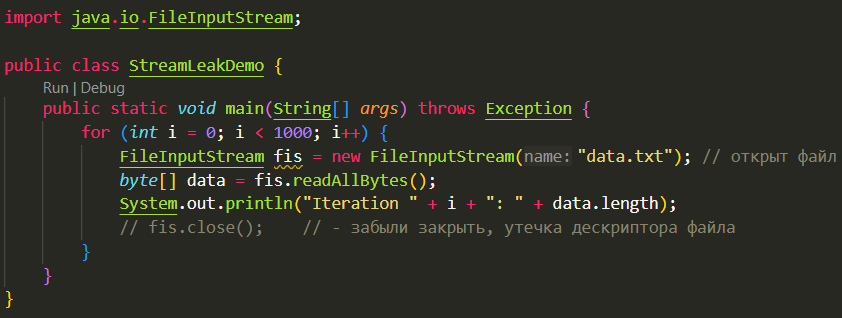 import java.io.FileInputStream;
public class StreamLeakDemo {
Run | Debug
public static void main(String[] args) throws Exception {
for (int i = 0; i < 1000; i++) {
FileInputStream fis = new FileInputStream(name:"data.txt"); // открыт файл
byte[] data = fis.readAllBytes();
System.out.println("Iteration " + i + ": " + data.length);
// fis.close();    // - забыли закрыть, утечка дескриптора файла
}
}
}